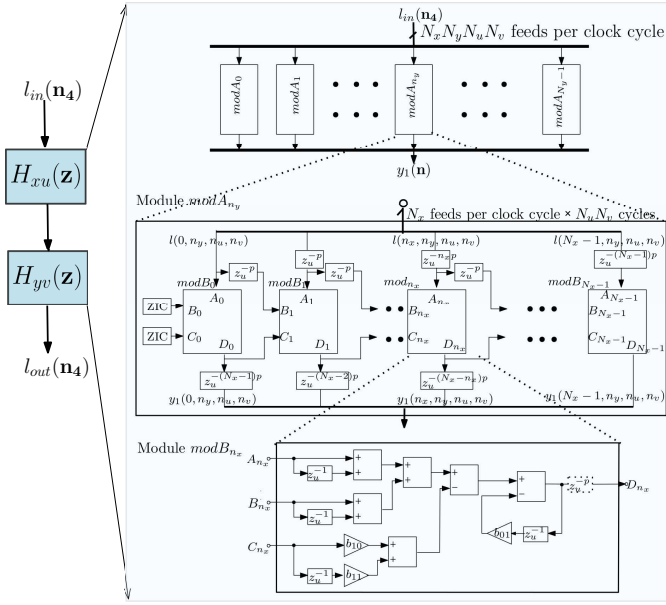 l_in(n_4)
H_xu(z)
H_yv(z)
l_out(n_4)
l_in(n_4)
N_xN_yN_uN_v feeds per clock cycle
modA_0 modA_1 modA_{n_y} modA_{N_y−1}
y_1(n)
Module modA_{n_y}
N_x feeds per clock cycle × N_uN_v cycles
l(0, n_y, n_u, n_v) l(n_x, n_y, n_u, n_v) l(N_x − 1, n_y, n_u, n_v)
z_u^{−p} z_u^{−n_xp} z_u^{−(N_x−1)p}
z_u^{−p} z_u^{−p} z_u^{−p}
modB_0 modB_1 mod_{n_x} modB_{N_x−1}
A_0 A_1 A_n... A_{N_x−1}
ZIC B_0 B_1 B_{n_x} B_{N_x−1}
ZIC C_0 C_1 C_{n_x} C_{N_x−1}
D_0 D_1 D_{n_x} D_{N_x−1}
z_u^{−(N_x−1)p} z_u^{−(N_x−2)p} z_u^{−(N_x−n_x)p}
y_1(0, n_y, n_u, n_v) y_1(n_x, n_y, n_u, n_v) y_1(N_x − 1, n_y, n_u, n_v)
Module modB_{n_x}
A_{n_x} z_u^{−1} + +
+ +
+ −
+ −
z_v^{−p} D_{n_x}
B_{n_x} z_u^{−1} + +
b_01 z_u^{−1}
C_{n_x} b_10 + +
z_u^{−1} b_11